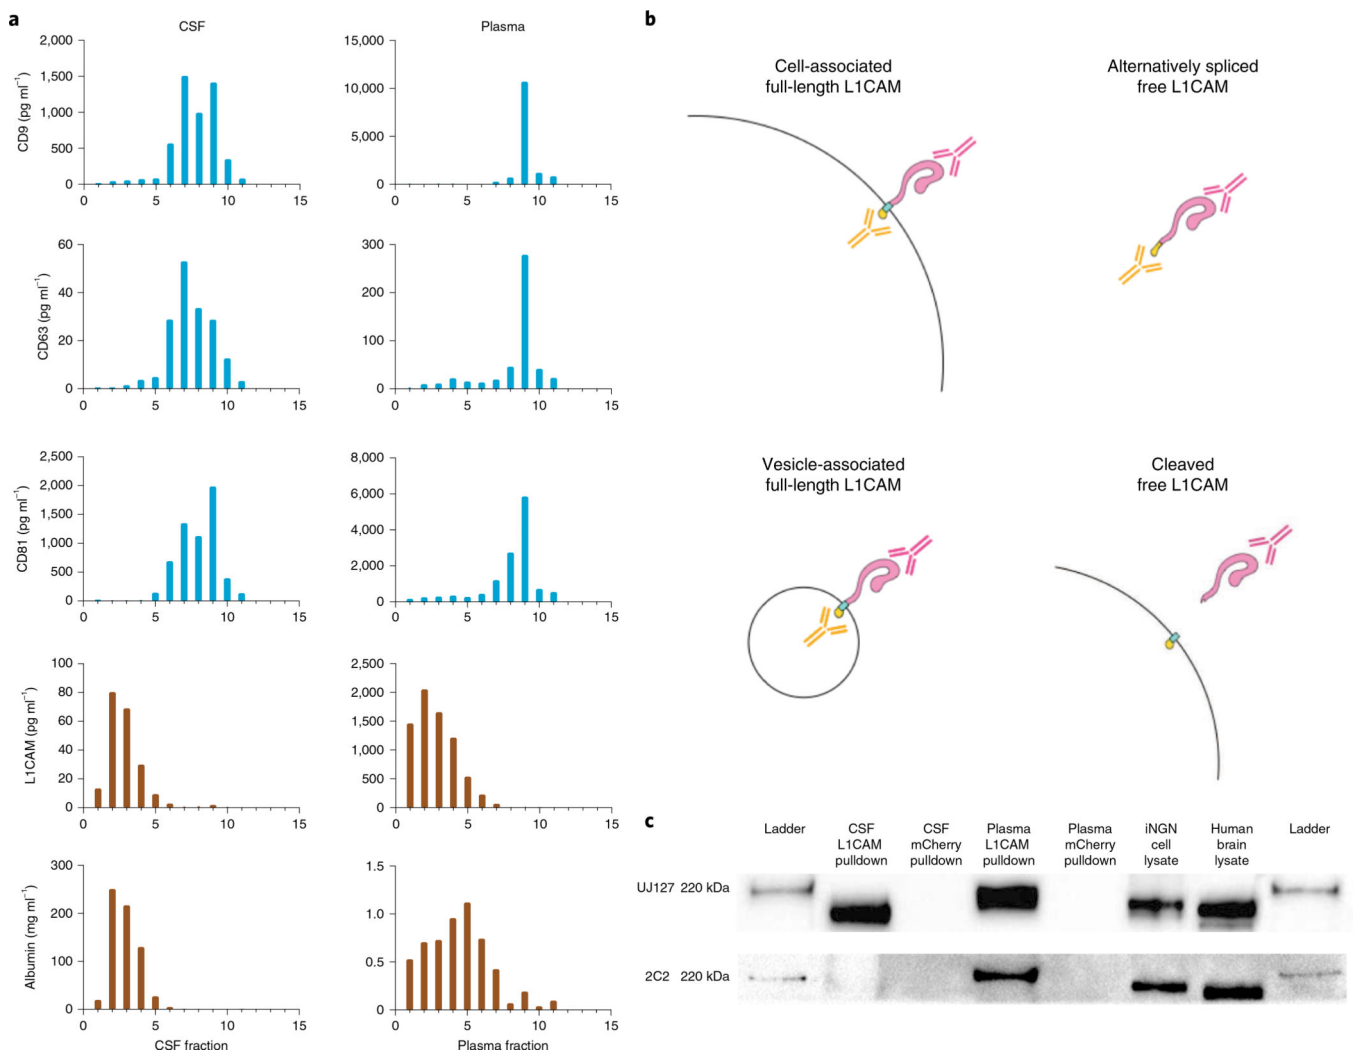 a
CSF
Plasma
CD9 (pg ml⁻¹)
2,000
1,500
1,000
500
0
0 5 10 15
15,000
10,000
5,000
0
0 5 10 15
CD63 (pg ml⁻¹)
60
40
20
0
0 5 10 15
300
200
100
0
0 5 10 15
CD81 (pg ml⁻¹)
2,500
2,000
1,500
1,000
500
0
0 5 10 15
8,000
6,000
4,000
2,000
0
0 5 10 15
L1CAM (pg ml⁻¹)
100
80
60
40
20
0
0 5 10 15
2,500
2,000
1,500
1,000
500
0
0 5 10 15
Albumin (mg ml⁻¹)
300
200
100
0
0 5 10 15
CSF fraction
1.5
1.0
0.5
0
0 5 10 15
Plasma fraction
b
Cell-associated
full-length L1CAM
Alternatively spliced
free L1CAM
Vesicle-associated
full-length L1CAM
Cleaved
free L1CAM
c
Ladder
CSF
L1CAM
pulldown
CSF
mCherry
pulldown
Plasma
L1CAM
pulldown
Plasma
mCherry
pulldown
iNGN
cell
lysate
Human
brain
lysate
Ladder
UJ127 220 kDa
2C2 220 kDa